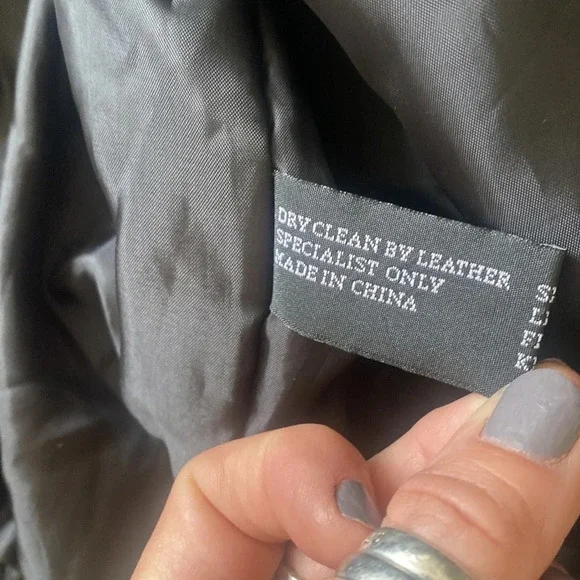 DRY CLEAN BY LEATHER
SPECIALIST ONLY
MADE IN CHINA